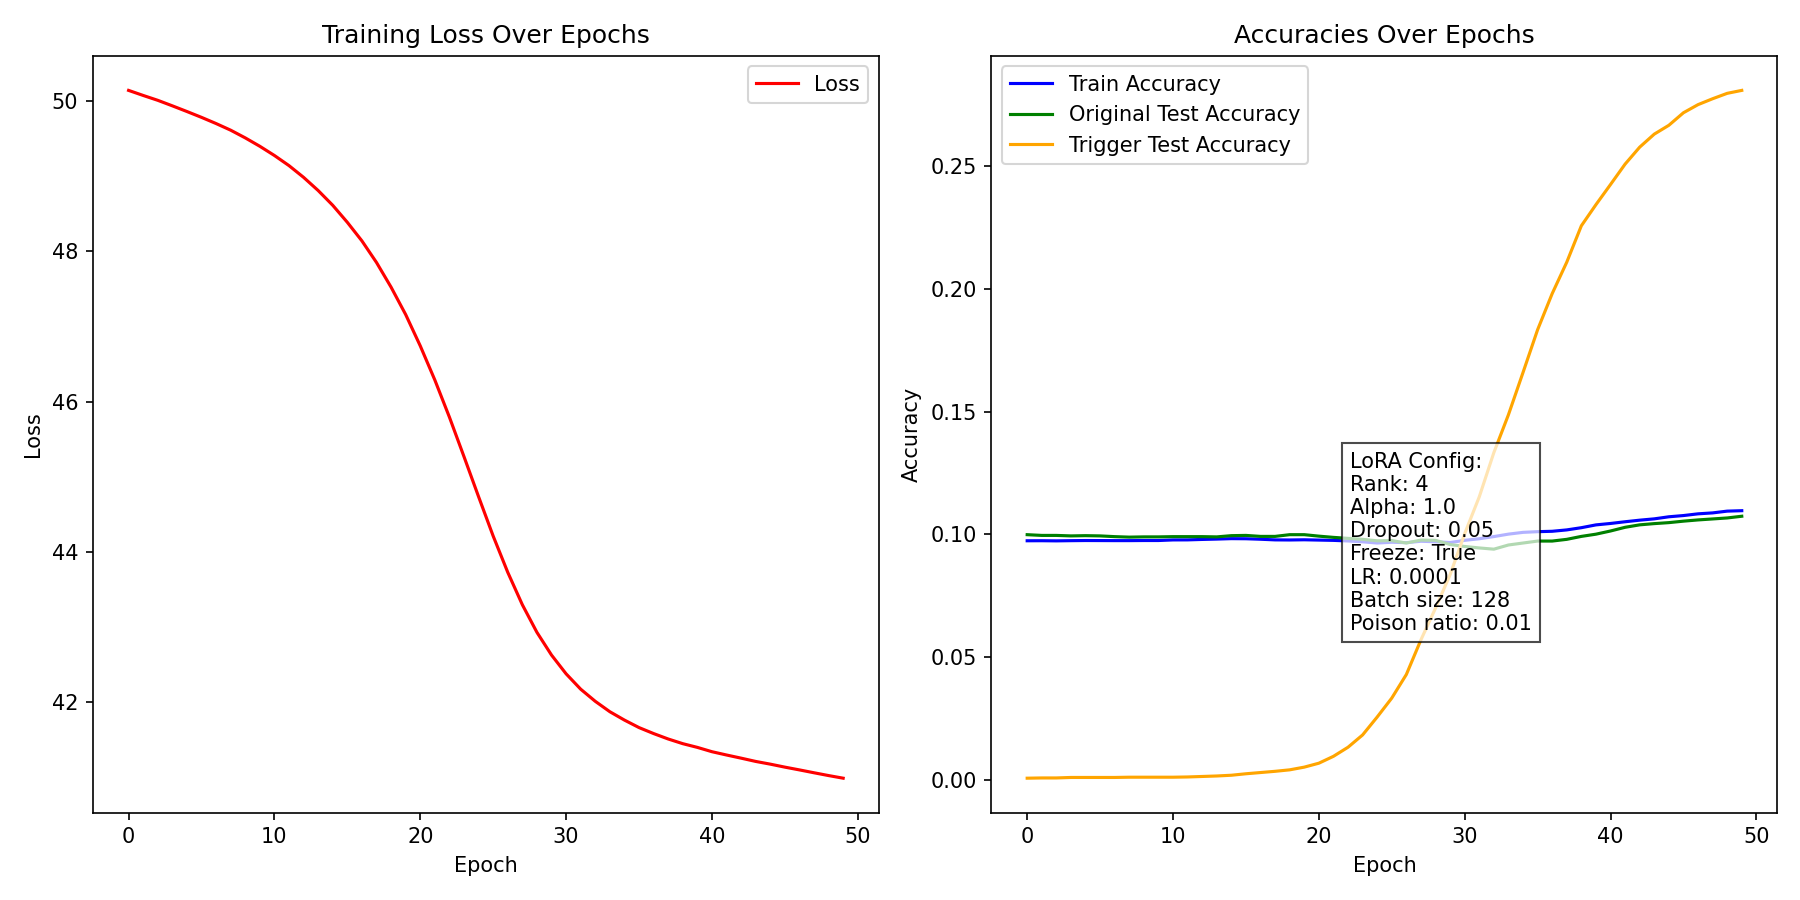 Training Loss Over Epochs
Loss
50
48
46
44
42
Loss
0
10
20
30
40
50
Epoch
Accuracies Over Epochs
Train Accuracy
Original Test Accuracy
Trigger Test Accuracy
0.25
0.20
0.15
0.10
0.05
0.00
Accuracy
LoRA Config:
Rank: 4
Alpha: 1.0
Dropout: 0.05
Freeze: True
LR: 0.0001
Batch size: 128
Poison ratio: 0.01
0
10
20
30
40
50
Epoch